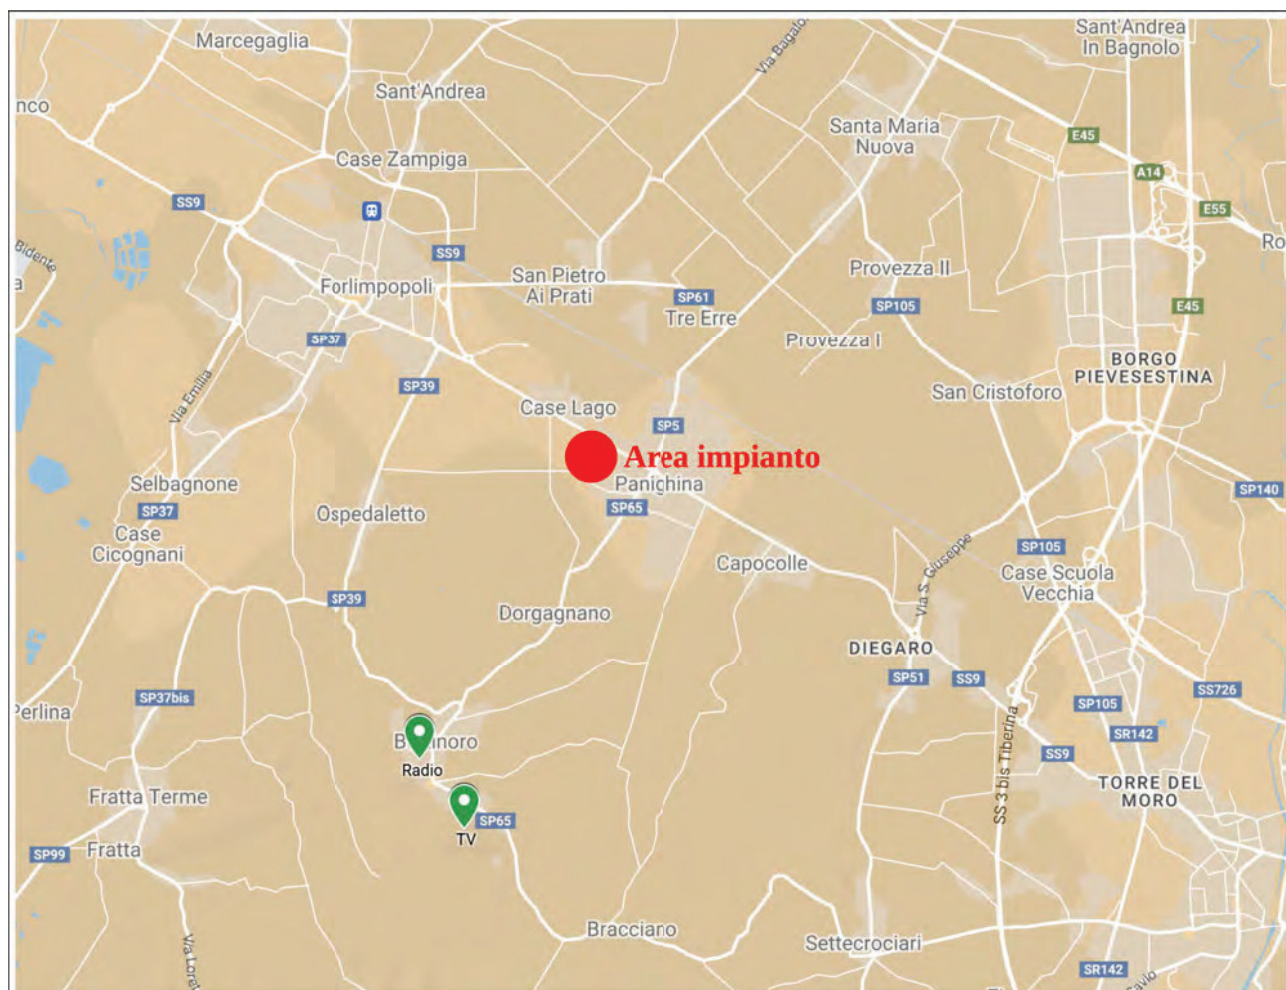 Marcegaglia
Sant'Andrea
Sant'Andrea
In Bagnolo
Santa Maria
Nuova
E45
Case Zampiga
A14
SS9
E55
Bidente
SS9
Provezza II
San Pietro
Ai Prati
Forlimpopoli
SP61
SP105
E45
Tre Erre
SP37
Provezza I
BORGO
PIEVESESTINA
SP39
Via Emilia
San Cristoforo
Case Lago
SP5
Area impianto
Selbagnone
Panichina
SP140
SP37
SP65
Ospedaletto
Case
Cicognani
SP105
Via S. Giuseppe
Capocolle
Case Scuola
Vecchia
SP39
Dorgagnano
DIEGARO
SP51
SS9
SS726
SP37bis
SP105
Perlina
SR142
SS 3 bis Tiberina
SS9
Radio
TORRE DEL
MORO
Fratta Terme
SP65
TV
Fratta
SP99
Bracciano
Settecrociari
SR142